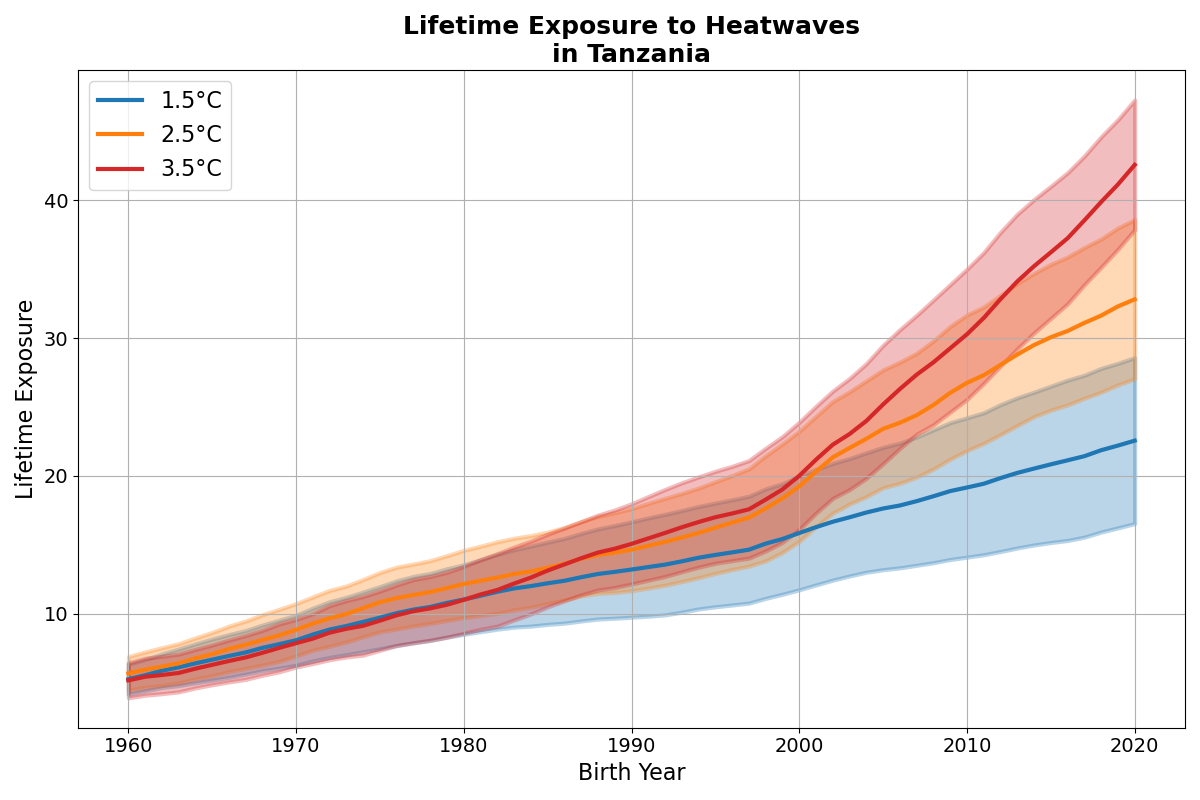 Lifetime Exposure to Heatwaves
in Tanzania
1.5°C
2.5°C
3.5°C
Lifetime Exposure
40
30
20
10
1960
1970
1980
1990
2000
2010
2020
Birth Year